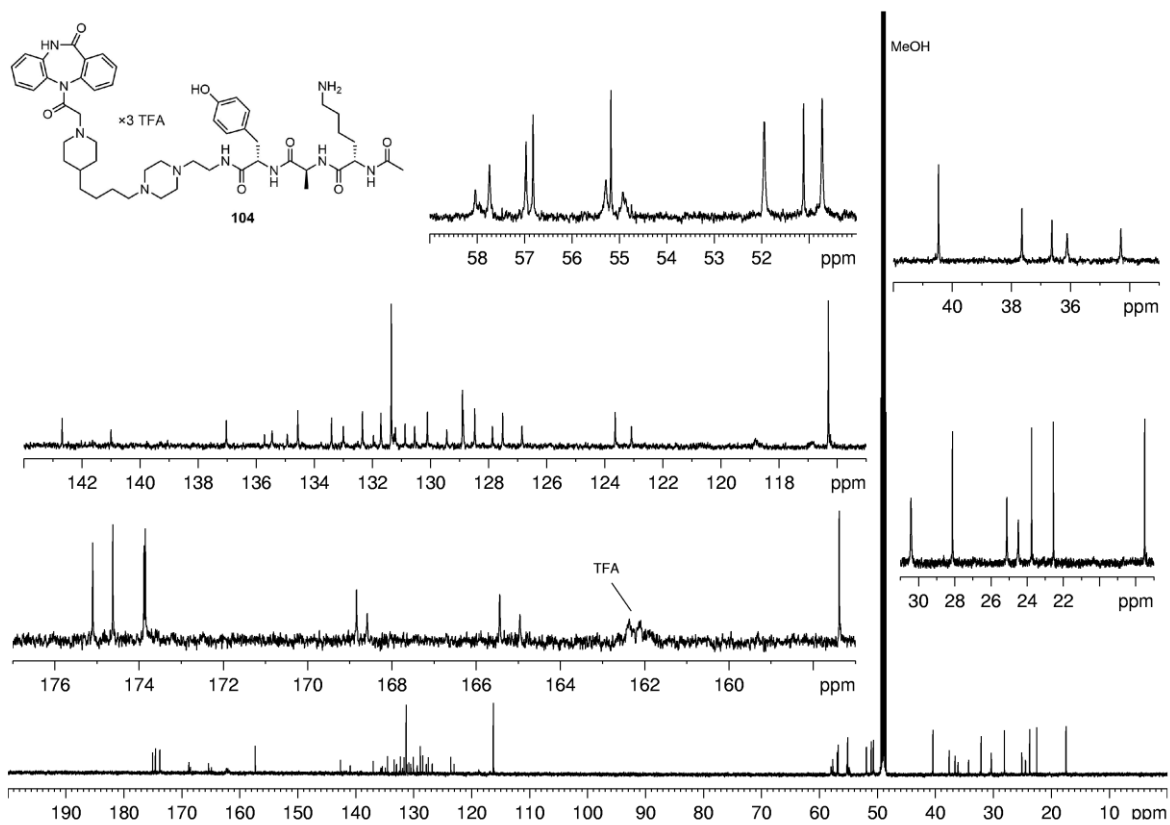 MeOH
HN
O
N
O
N
×3 TFA
N
N
H
N
O
HO
N
H
O
H
N
O
NH2
N
H
O
104
58 57 56 55 54 53 52 ppm
40 38 36 ppm
142 140 138 136 134 132 130 128 126 124 122 120 118 ppm
30 28 26 24 22 ppm
TFA
176 174 172 170 168 166 164 162 160 ppm
190 180 170 160 150 140 130 120 110 100 90 80 70 60 50 40 30 20 10 ppm